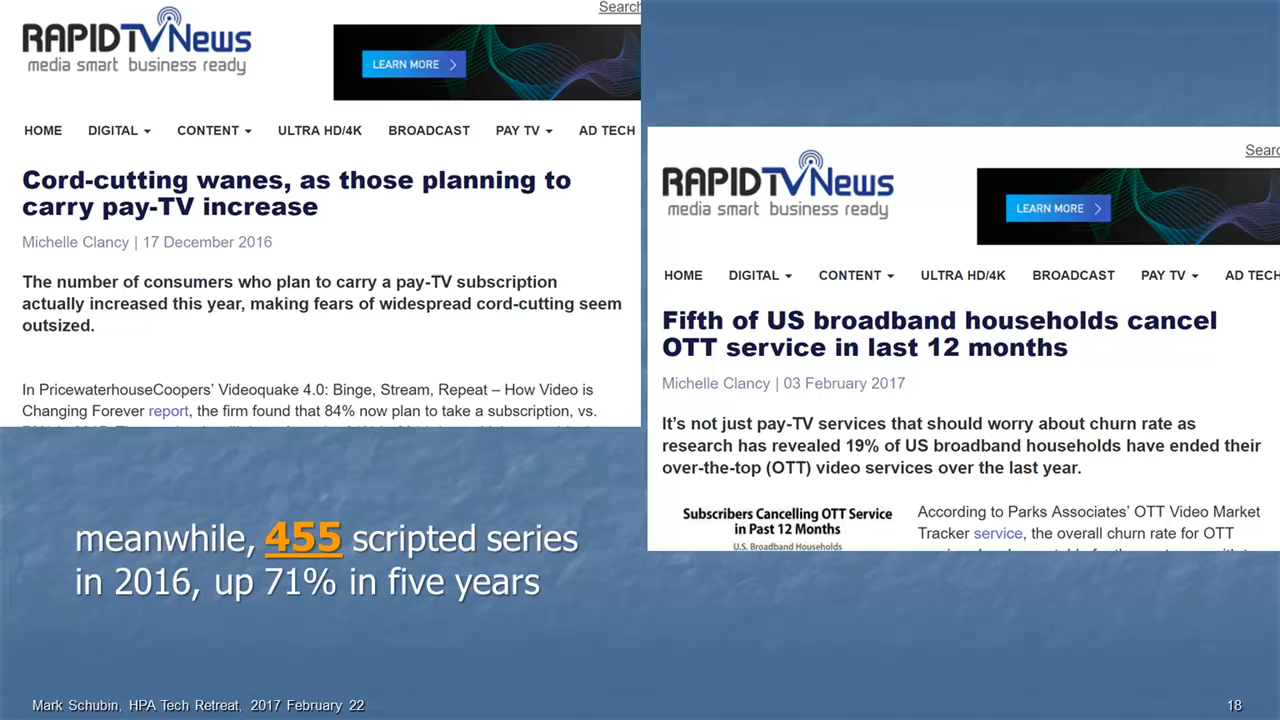 Search
RAPIDTVNews
media smart business ready
LEARN MORE
HOME DIGITAL CONTENT ULTRA HD/4K BROADCAST PAY TV AD TECH
Cord-cutting wanes, as those planning to
carry pay-TV increase
Michelle Clancy | 17 December 2016
The number of consumers who plan to carry a pay-TV subscription
actually increased this year, making fears of widespread cord-cutting seem
outsized.
In PricewaterhouseCoopers’ Videoquake 4.0: Binge, Stream, Repeat – How Video is
Changing Forever report, the firm found that 84% now plan to take a subscription, vs.
Searc
RAPIDTVNews
media smart business ready
LEARN MORE
HOME DIGITAL CONTENT ULTRA HD/4K BROADCAST PAY TV AD TECH
Fifth of US broadband households cancel
OTT service in last 12 months
Michelle Clancy | 03 February 2017
It’s not just pay-TV services that should worry about churn rate as
research has revealed 19% of US broadband households have ended their
over-the-top (OTT) video services over the last year.
Subscribers Cancelling OTT Service
in Past 12 Months
U.S. Broadband Households
According to Parks Associates’ OTT Video Market
Tracker service, the overall churn rate for OTT
meanwhile, 455 scripted series
in 2016, up 71% in five years
Mark Schubin, HPA Tech Retreat, 2017 February 22
18